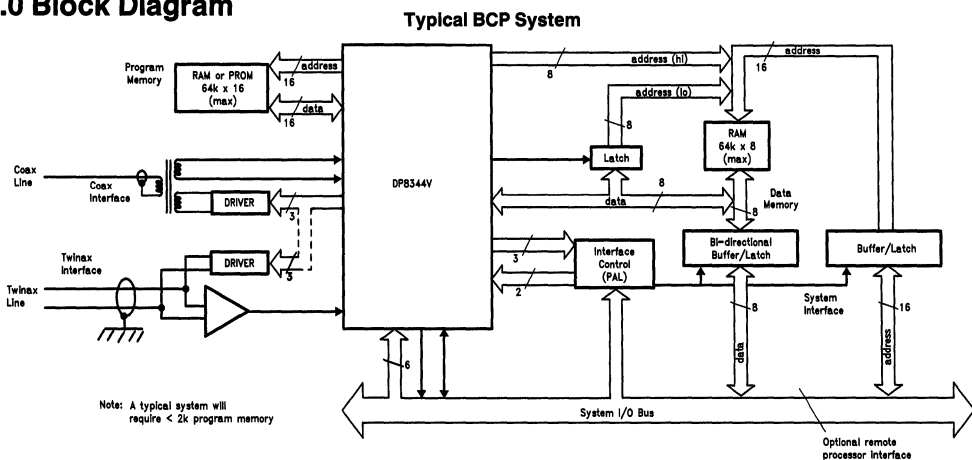 .0 Block Diagram
Typical BCP System
Program
Memory
RAM or PROM
64k x 16
(max)
address
16
data
16
Coax
Line
Coax
Interface
DRIVER
3
Twinax
Interface
DRIVER
3
Twinax
Line
DP8344V
8
address (hi)
address (lo)
8
Latch
data
8
16
address
RAM
64k x 8
(max)
Data
Memory
8
3
2
Interface
Control
(PAL)
Bi-directional
Buffer/Latch
Buffer/Latch
System
Interface
8
data
16
address
6
System I/O Bus
Note: A typical system will
require < 2k program memory
Optional remote
processor interface